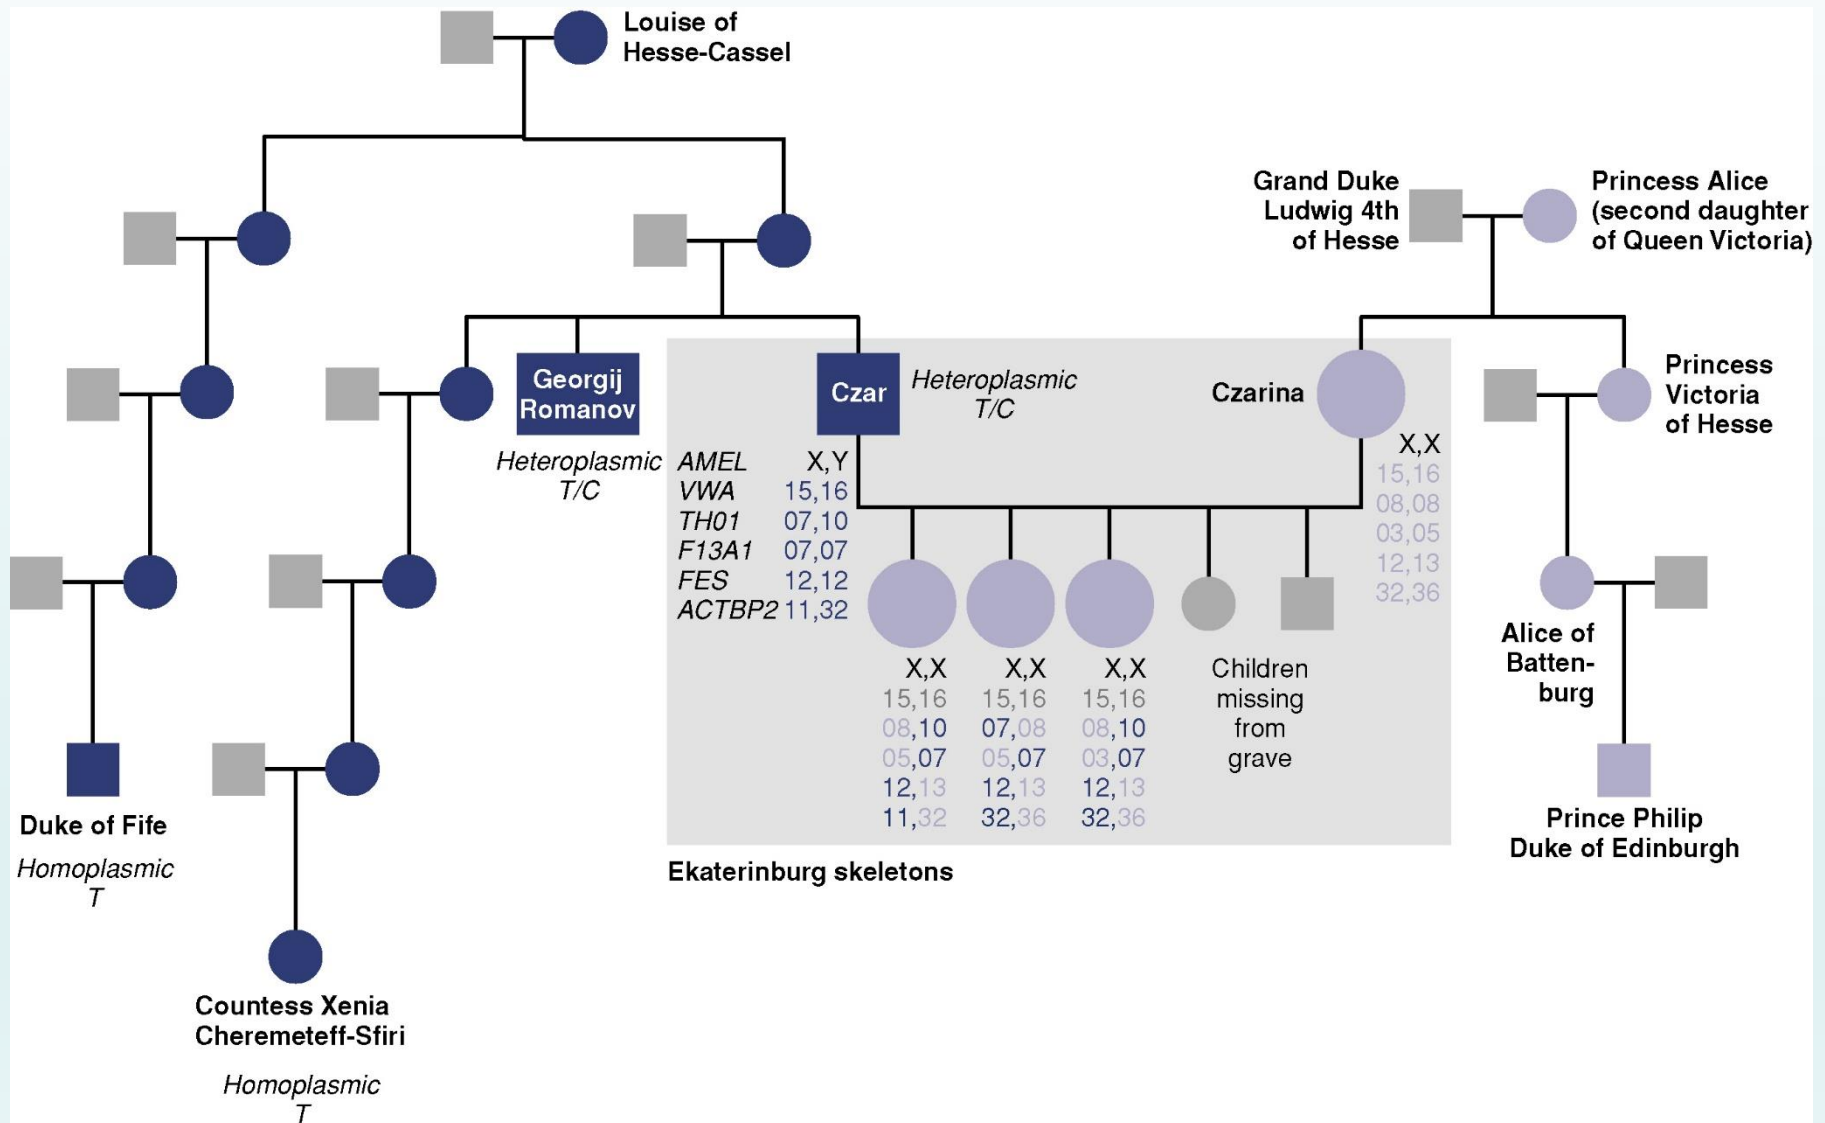 Louise of
Hesse-Cassel
Grand Duke
Ludwig 4th
of Hesse
Princess Alice
(second daughter
of Queen Victoria)
Georgij
Romanov
Heteroplasmic
T/C
Czar
Heteroplasmic
T/C
Czarina
Princess
Victoria
of Hesse
AMEL X,Y
VWA 15,16
TH01 07,10
F13A1 07,07
FES 12,12
ACTBP2 11,32
X,X
15,16
08,08
03,05
12,13
32,36
X,X
15,16
08,10
05,07
12,13
11,32
X,X
15,16
07,08
05,07
12,13
32,36
X,X
15,16
08,10
03,07
12,13
32,36
Children
missing
from
grave
Alice of
Batten-
burg
Duke of Fife
Homoplasmic
T
Ekaterinburg skeletons
Prince Philip
Duke of Edinburgh
Countess Xenia
Cheremeteff-Sfiri
Homoplasmic
T